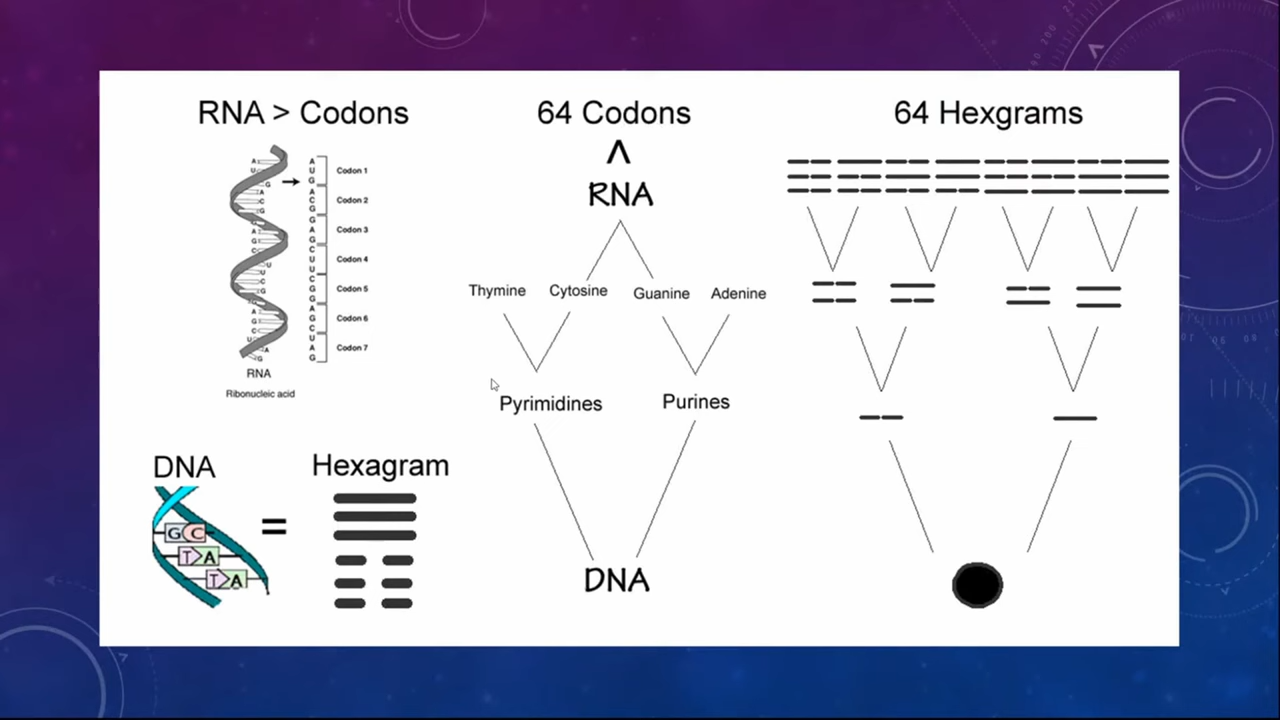 RNA > Codons
64 Codons
64 Hexgrams
RNA
A
U
G
A
C
G
G
A
G
C
U
U
C
G
G
A
G
C
U
A
G
Codon 1
Codon 2
Codon 3
Codon 4
Codon 5
Codon 6
Codon 7
RNA
Ribonucleic acid
Thymine Cytosine Guanine Adenine
Pyrimidines Purines
DNA
DNA
=
Hexagram
G C
T A
T A